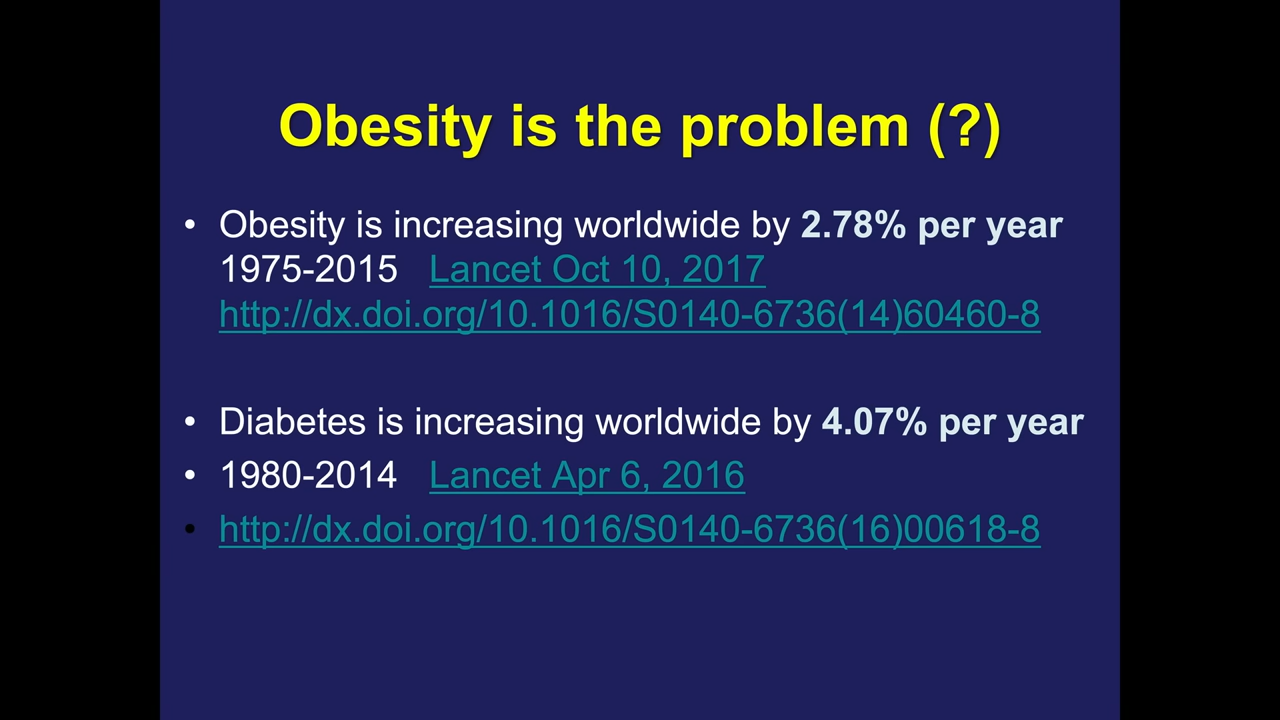 Obesity is the problem (?)
• Obesity is increasing worldwide by 2.78% per year
1975-2015 Lancet Oct 10, 2017
http://dx.doi.org/10.1016/S0140-6736(14)60460-8
• Diabetes is increasing worldwide by 4.07% per year
• 1980-2014 Lancet Apr 6, 2016
• http://dx.doi.org/10.1016/S0140-6736(16)00618-8